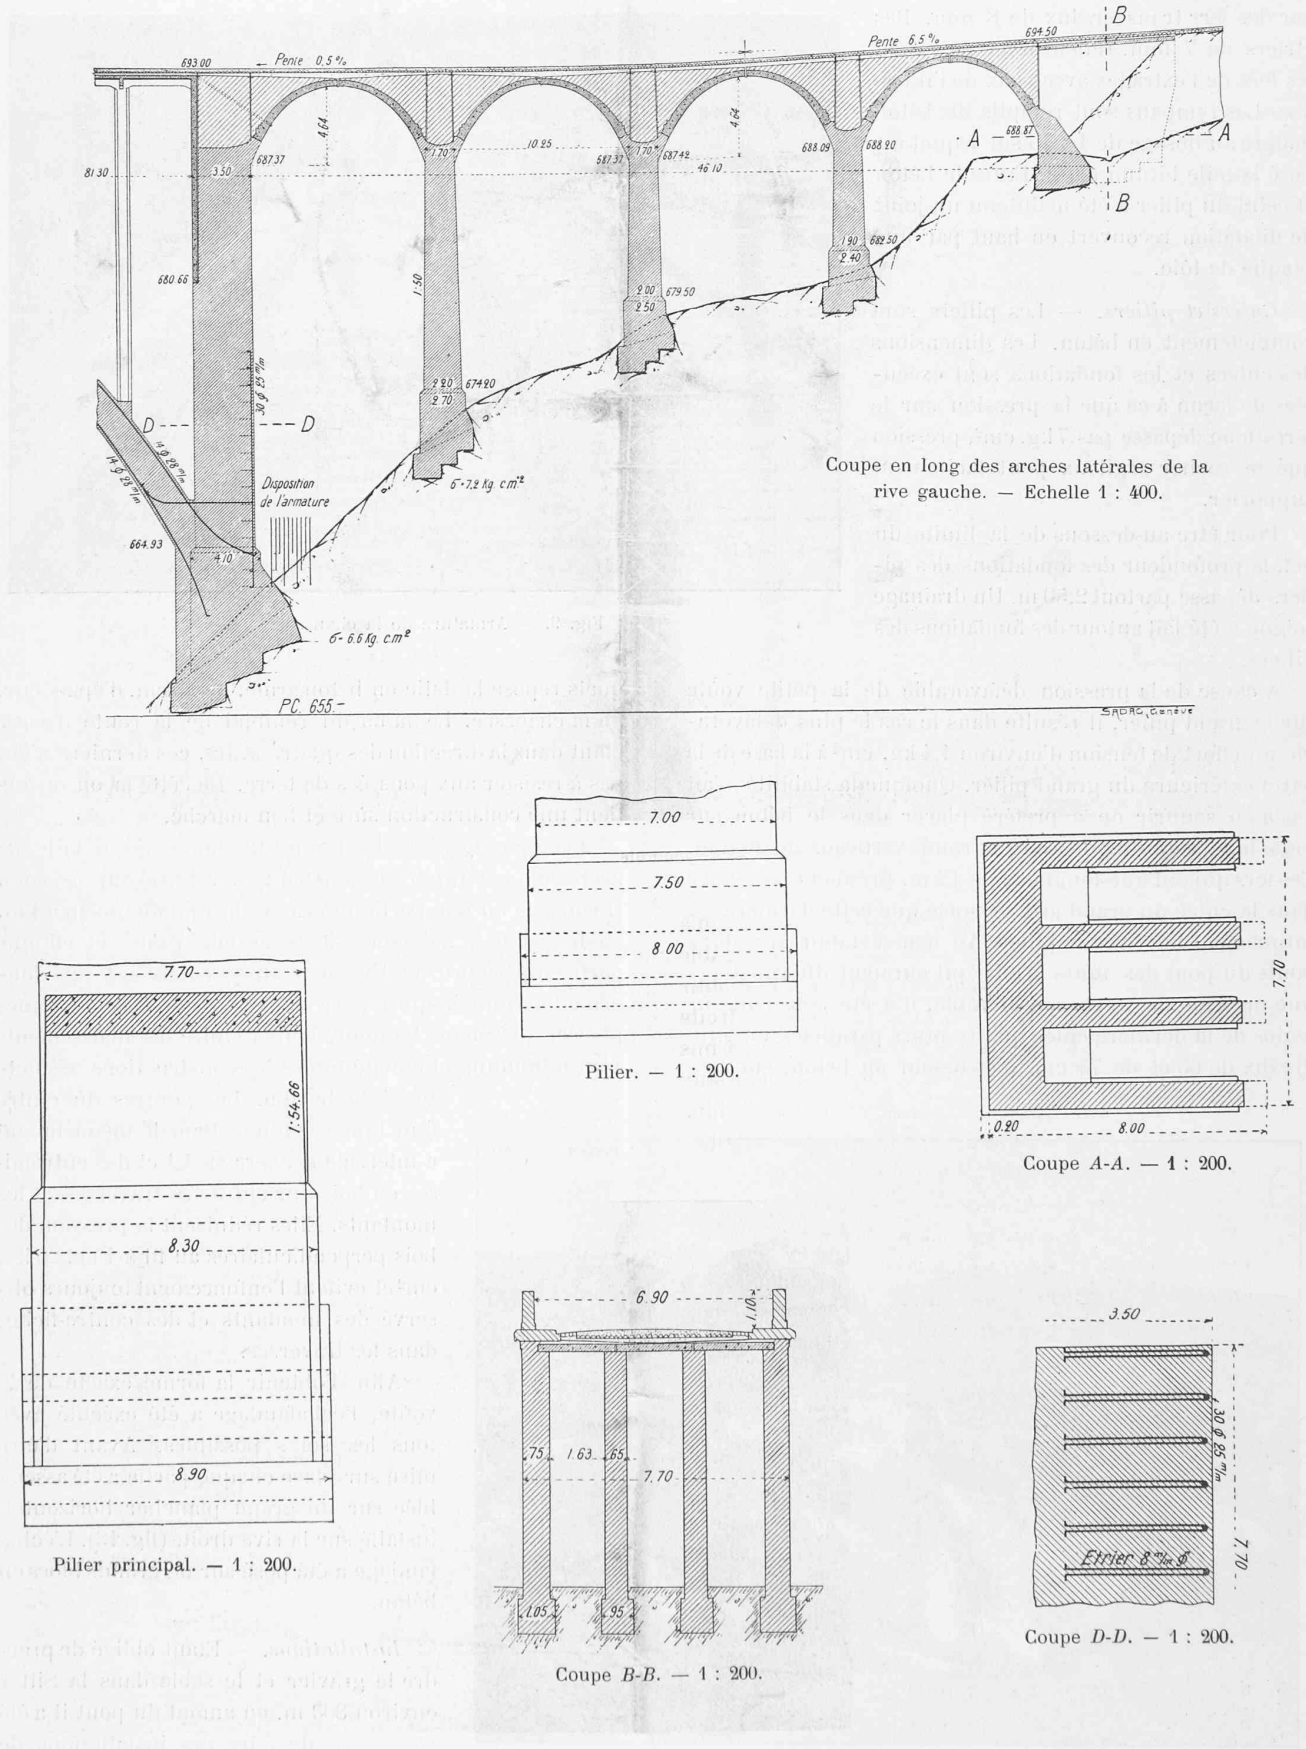 B
694.50
Pente 6,5 %
693.00
← Pente 0,5 %
4.64
4.64
A
688.87
A
1.70
10.25
1.70
687.37
687.37
687.42
688.09
688.20
81.30
3.50
46.10
B
680.66
1.90
682.50
2.40
2.00
679.50
2.50
1:50
2.20
674.20
2.70
30 ϕ 25 m/m
D
D
14 ϕ 28 m/m
14 ϕ 28 m/m
Disposition
de l'armature
σ=7,2 Kg. cm²
Coupe en long des arches latérales de la
rive gauche. — Echelle 1 : 400.
664.93
4.10
σ=6.6 Kg. cm²
P.C. 655.-
SADAG, Genève
7.00
7.50
8 00
Pilier. — 1 : 200.
7.70
0.20
8.00
Coupe A-A. — 1 : 200.
7.70
1:54.66
8.30
8.90
Pilier principal. — 1 : 200.
6.90
1.10
.75
1.63
.65
7.70
1.05
.95
Coupe B-B. — 1 : 200.
3.50
30 ϕ 25 m/m
7.70
Etrier 8 m/m ϕ
Coupe D-D. — 1 : 200.